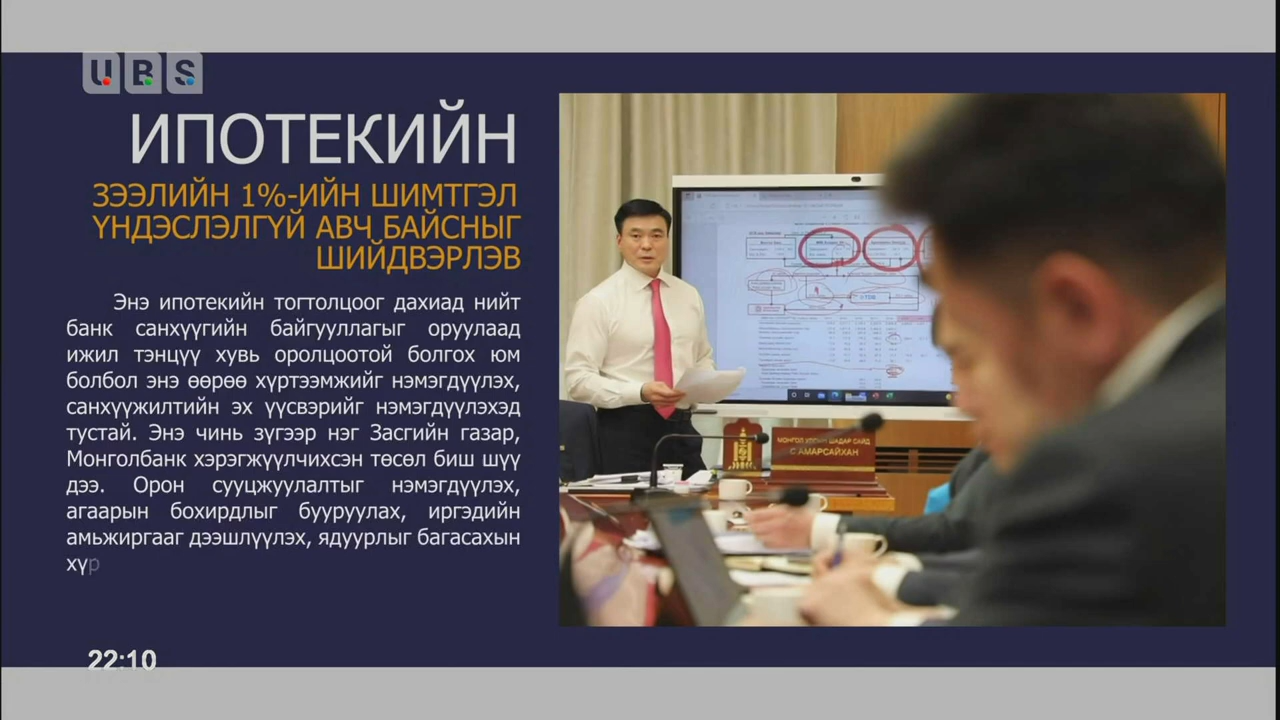 UBS
ИПОТЕКИЙН
ЗЭЭЛИЙН 1%-ИЙН ШИМТГЭЛ
ҮНДЭСЛЭЛГҮЙ АВЧ БАЙСНЫГ
ШИЙДВЭРЛЭВ
Энэ ипотекийн тогтолцоог дахиад нийт
банк санхүүгийн байгууллагыг оруулаад
ижил тэнцүү хувь оролцоотой болгох юм
болбол энэ өөрөө хүртээмжийг нэмэгдүүлэх,
санхүүжилтийн эх үүсвэрийг нэмэгдүүлэхэд
тустай. Энэ чинь зүгээр нэг Засгийн газар,
Монголбанк хэрэгжүүлчихсэн төсөл биш шүү
дээ. Орон сууцжуулалтыг нэмэгдүүлэх,
агаарын бохирдлыг бууруулах, иргэдийн
амьжиргааг дээшлүүлэх, ядуурлыг багасахын
хүр
МОНГОЛ УЛСЫН ШАДАР САЙД
С.АМАРСАЙХАН
22:10